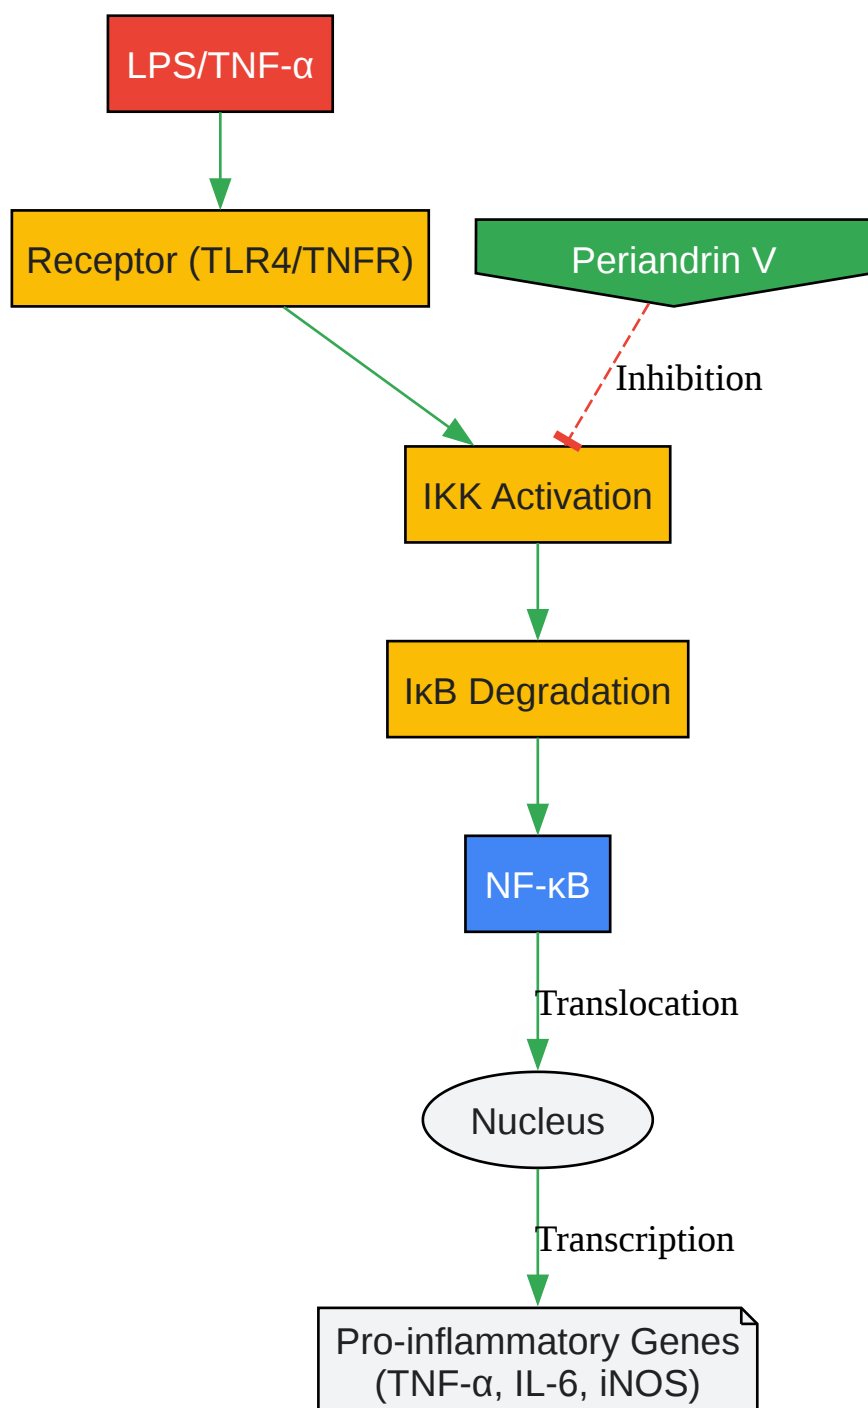 LPS/TNF-α
Receptor (TLR4/TNFR)
Periandrin V
Inhibition
IKK Activation
IκB Degradation
NF-κB
Translocation
Nucleus
Transcription
Pro-inflammatory Genes
(TNF-α, IL-6, iNOS)